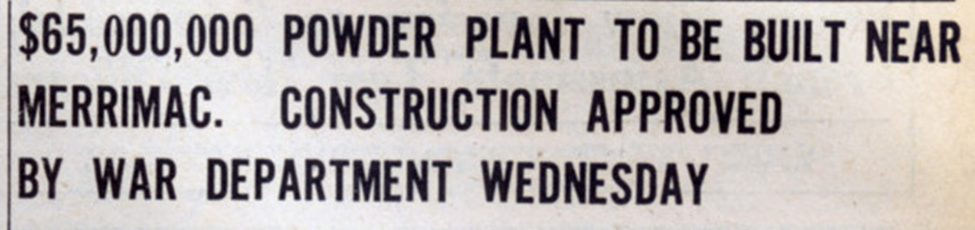 $65,000,000 POWDER PLANT TO BE BUILT NEAR
MERRIMAC. CONSTRUCTION APPROVED
BY WAR DEPARTMENT WEDNESDAY